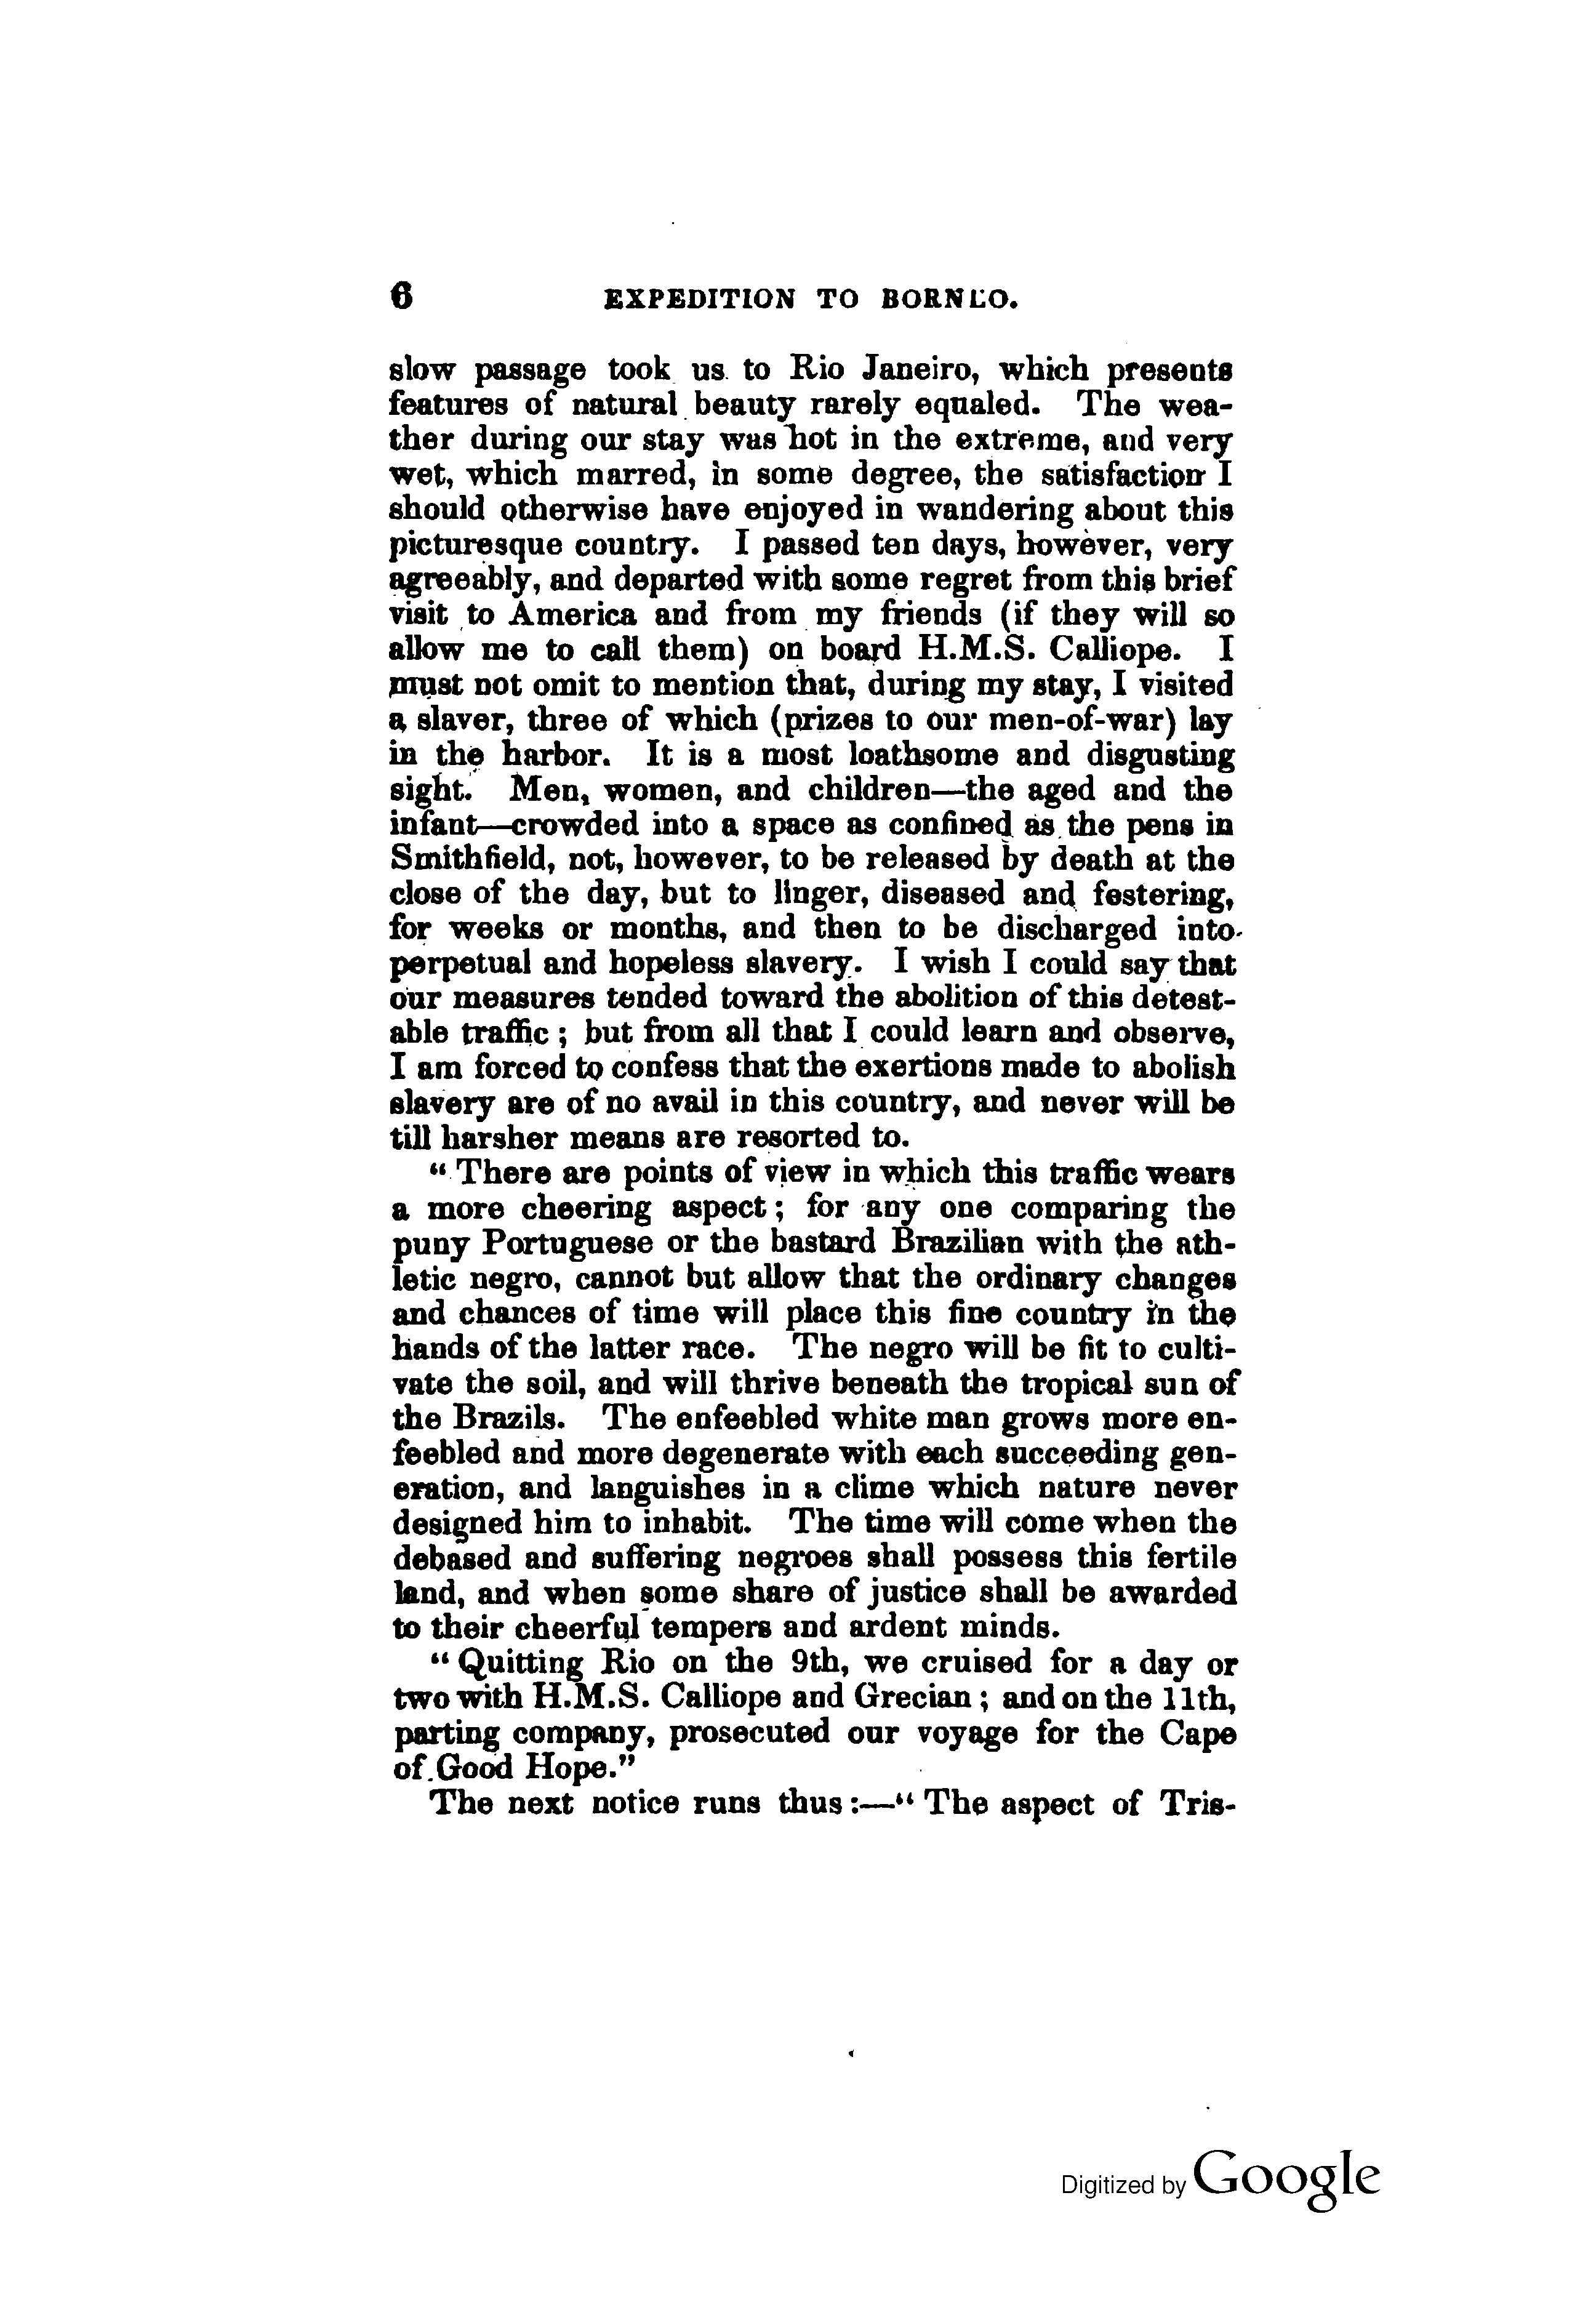 6 EXPEDITION TO BORNEO.
slow passage took us to Rio Janeiro, which presents
features of natural beauty rarely equaled. The wea-
ther during our stay was hot in the extreme, and very
wet, which marred, in some degree, the satisfaction I
should otherwise have enjoyed in wandering about this
picturesque country. I passed ten days, however, very
agreeably, and departed with some regret from this brief
visit to America and from my friends (if they will so
allow me to call them) on board H.M.S. Calliope. I
must not omit to mention that, during my stay, I visited
a slaver, three of which (prizes to our men-of-war) lay
in the harbor. It is a most loathsome and disgusting
sight. Men, women, and children—the aged and the
infant—crowded into a space as confined as the pens in
Smithfield, not, however, to be released by death at the
close of the day, but to linger, diseased and festering,
for weeks or months, and then to be discharged into
perpetual and hopeless slavery. I wish I could say that
our measures tended toward the abolition of this detest-
able traffic; but from all that I could learn and observe,
I am forced to confess that the exertions made to abolish
slavery are of no avail in this country, and never will be
till harsher means are resorted to.
“There are points of view in which this traffic wears
a more cheering aspect; for any one comparing the
puny Portuguese or the bastard Brazilian with the ath-
letic negro, cannot but allow that the ordinary changes
and chances of time will place this fine country in the
hands of the latter race. The negro will be fit to culti-
vate the soil, and will thrive beneath the tropical sun of
the Brazils. The enfeebled white man grows more en-
feebled and more degenerate with each succeeding gen-
eration, and languishes in a clime which nature never
designed him to inhabit. The time will come when the
debased and suffering negroes shall possess this fertile
land, and when some share of justice shall be awarded
to their cheerful tempers and ardent minds.
“Quitting Rio on the 9th, we cruised for a day or
two with H.M.S. Calliope and Grecian; and on the 11th,
parting company, prosecuted our voyage for the Cape
of Good Hope.”
The next notice runs thus:—“The aspect of Tris-
Digitized by Google